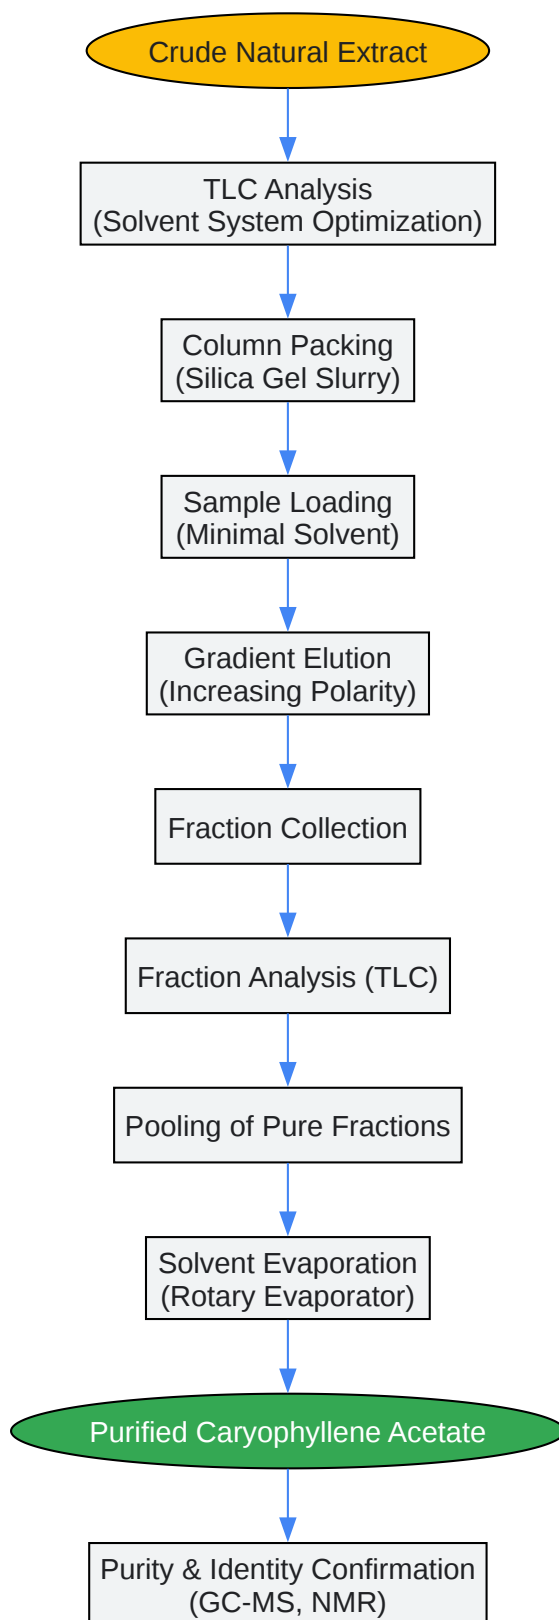 Crude Natural Extract
TLC Analysis
(Solvent System Optimization)
Column Packing
(Silica Gel Slurry)
Sample Loading
(Minimal Solvent)
Gradient Elution
(Increasing Polarity)
Fraction Collection
Fraction Analysis (TLC)
Pooling of Pure Fractions
Solvent Evaporation
(Rotary Evaporator)
Purified Caryophyllene Acetate
Purity & Identity Confirmation
(GC-MS, NMR)